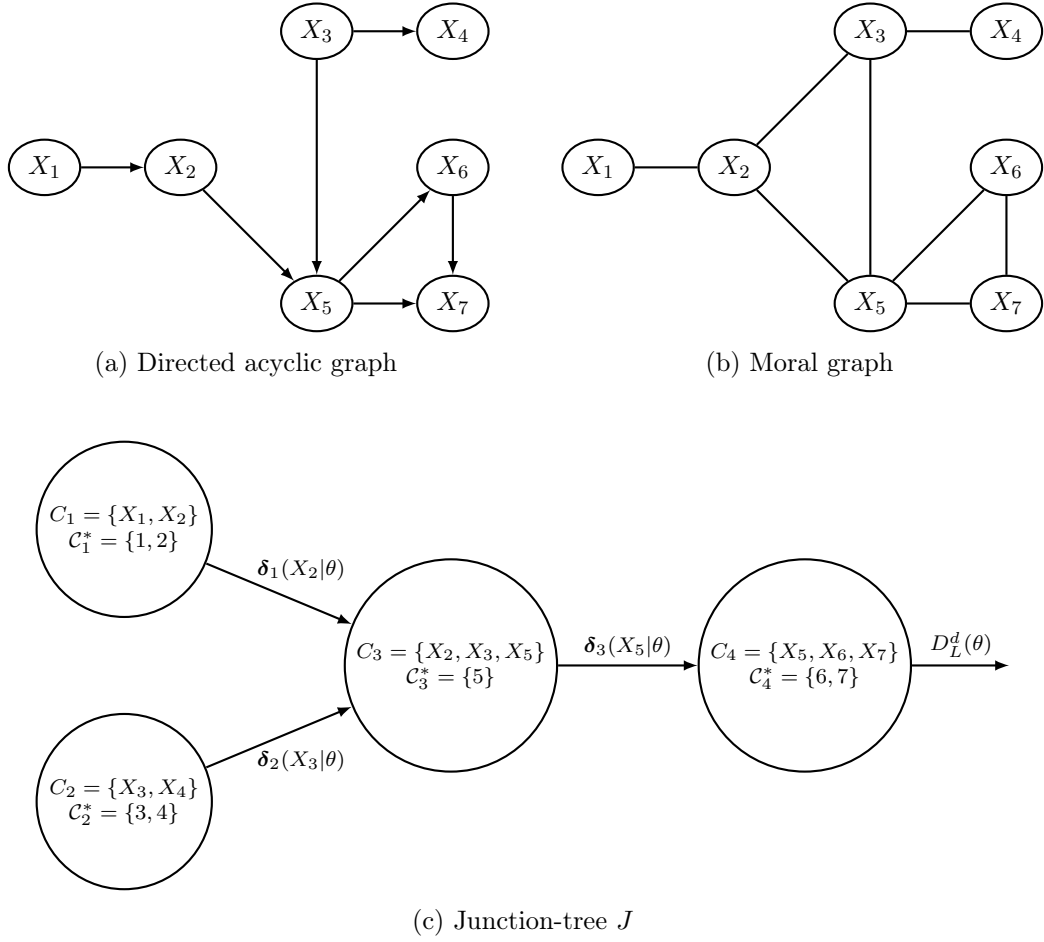 X₃ X₄
X₁ X₂ X₆
X₅ X₇
(a) Directed acyclic graph
X₃ X₄
X₁ X₂ X₆
X₅ X₇
(b) Moral graph
C₁ = {X₁, X₂}
𝒞₁* = {1, 2}
𝜹₁(X₂|θ)
C₂ = {X₃, X₄}
𝒞₂* = {3, 4}
𝜹₂(X₃|θ)
C₃ = {X₂, X₃, X₅}
𝒞₃* = {5}
𝜹₃(X₅|θ)
C₄ = {X₅, X₆, X₇}
𝒞₄* = {6, 7}
D_L^d(θ)
(c) Junction-tree J